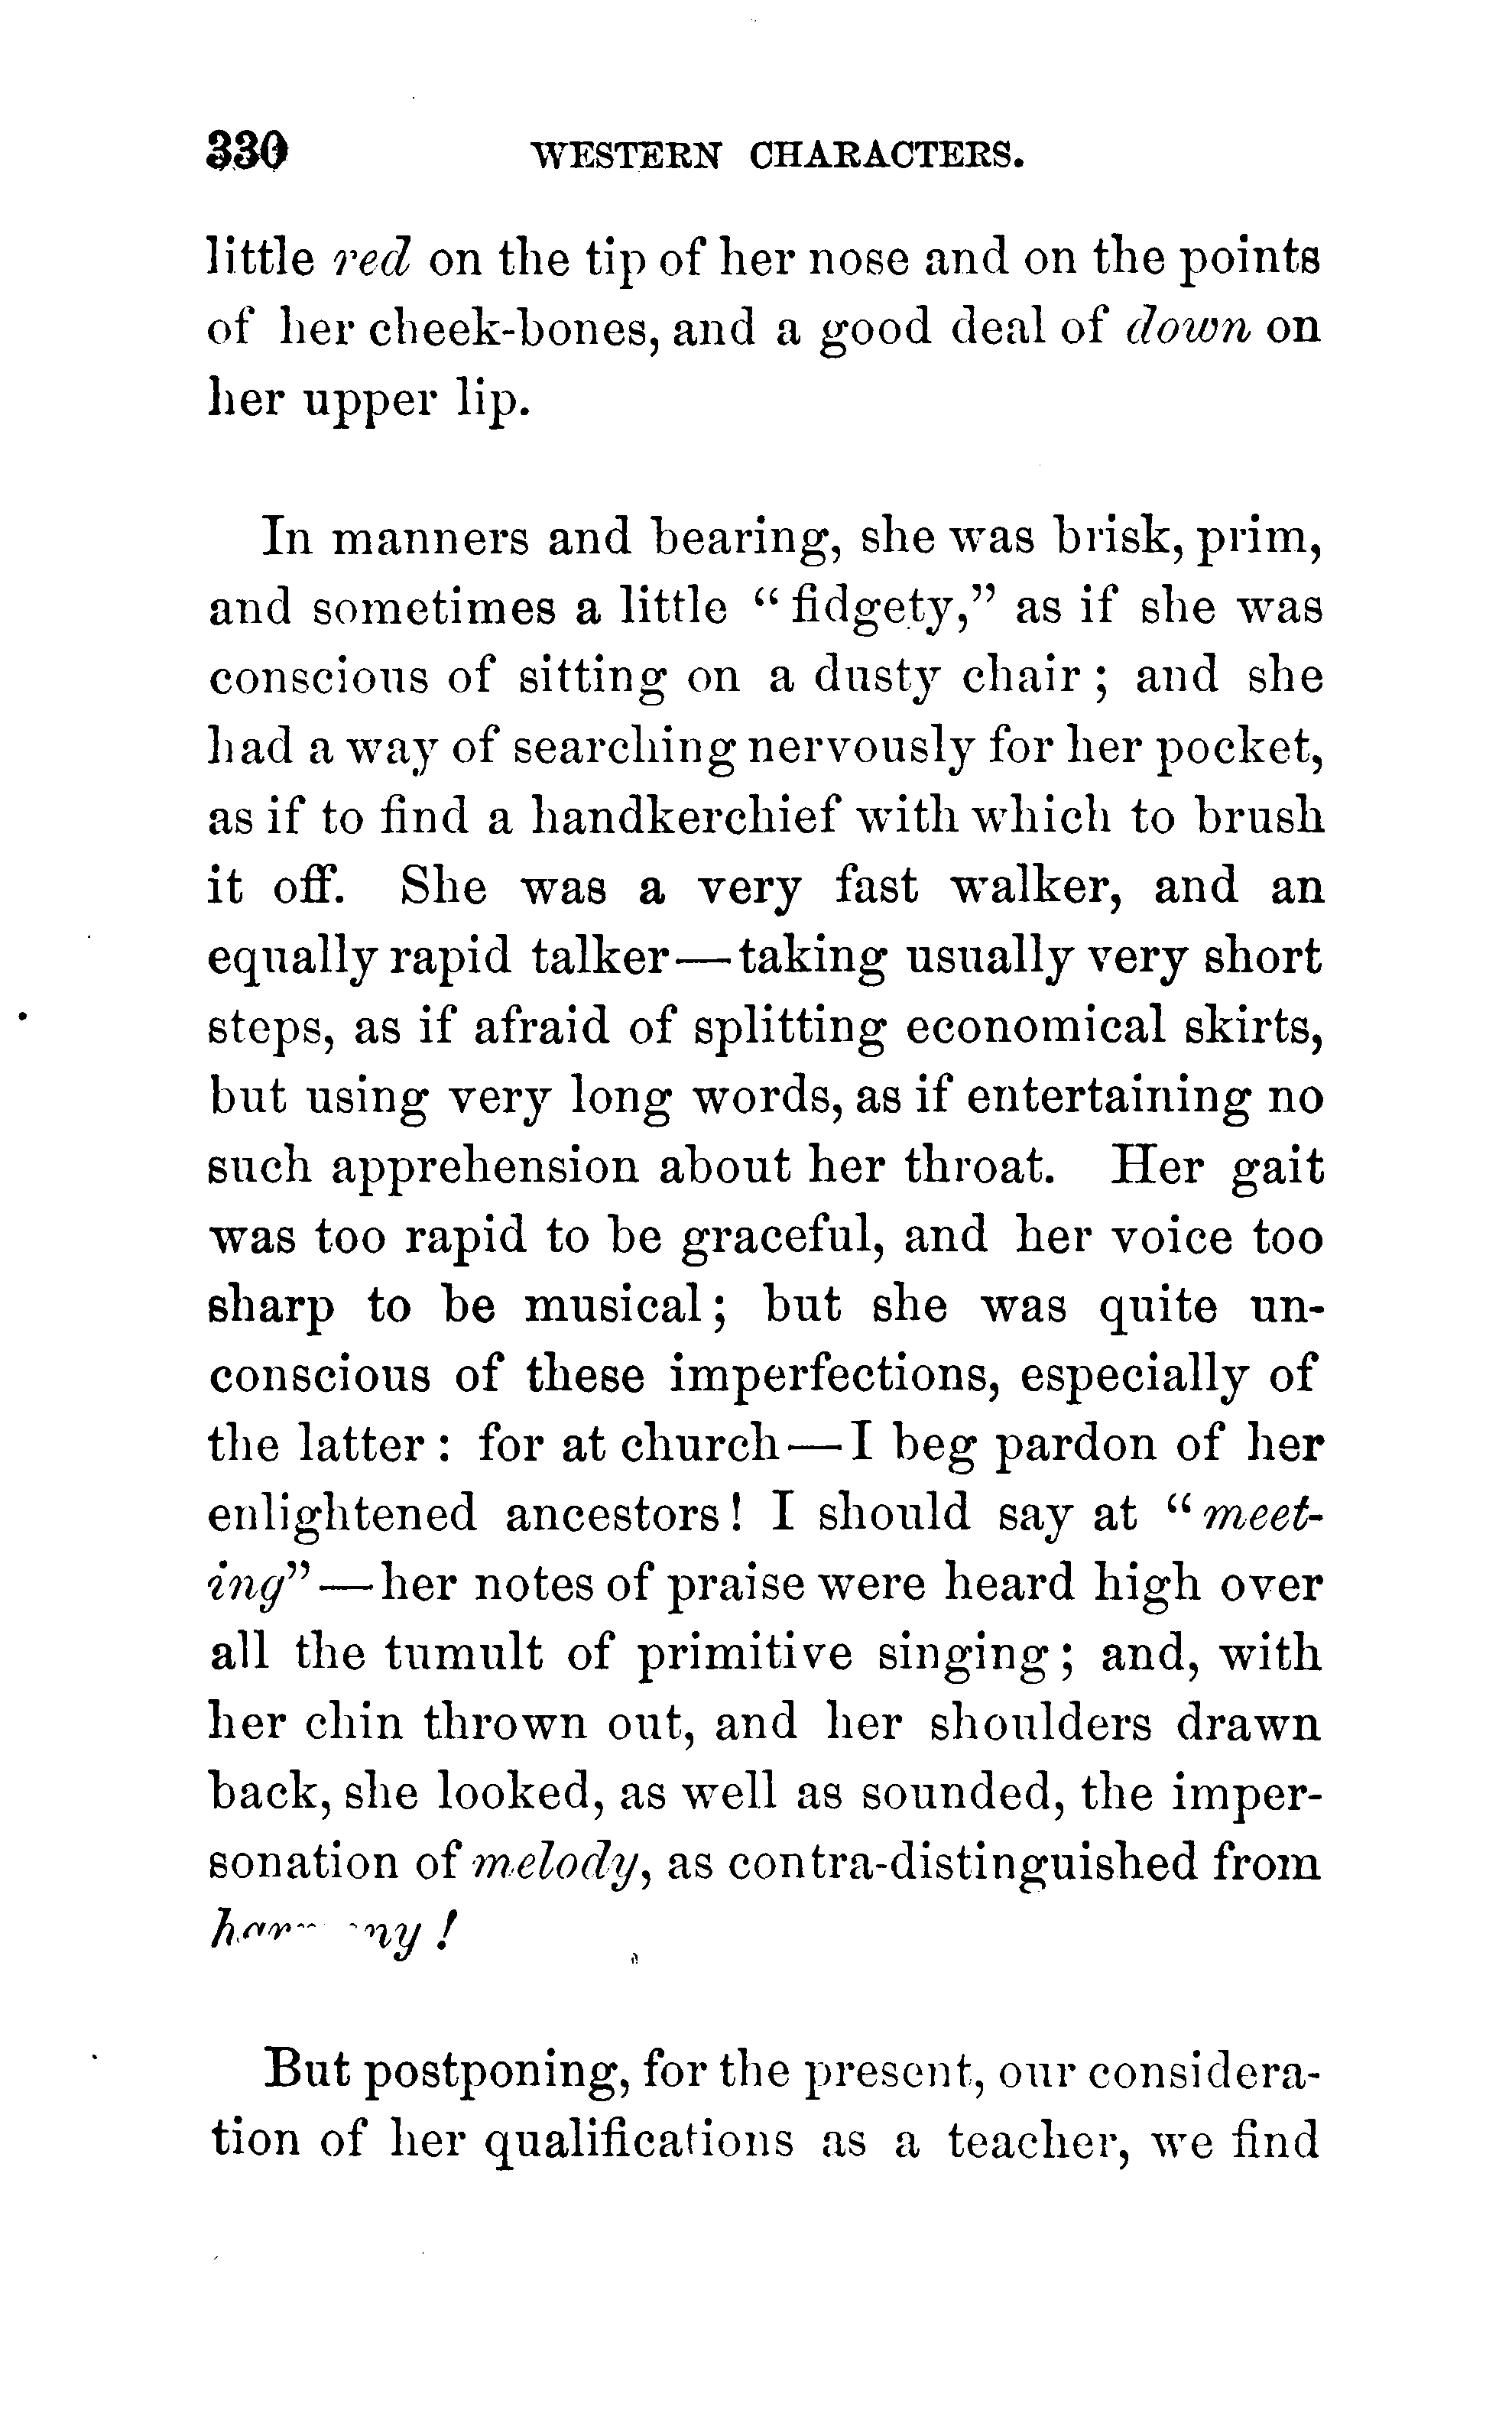 330 WESTERN CHARACTERS.
little red on the tip of her nose and on the points
of her cheek-bones, and a good deal of down on
her upper lip.
In manners and bearing, she was brisk, prim,
and sometimes a little “fidgety,” as if she was
conscious of sitting on a dusty chair; and she
had a way of searching nervously for her pocket,
as if to find a handkerchief with which to brush
it off. She was a very fast walker, and an
equally rapid talker—taking usually very short
steps, as if afraid of splitting economical skirts,
but using very long words, as if entertaining no
such apprehension about her throat. Her gait
was too rapid to be graceful, and her voice too
sharp to be musical; but she was quite un-
conscious of these imperfections, especially of
the latter: for at church—I beg pardon of her
enlightened ancestors! I should say at “meet-
ing”—her notes of praise were heard high over
all the tumult of primitive singing; and, with
her chin thrown out, and her shoulders drawn
back, she looked, as well as sounded, the imper-
sonation of melody, as contra-distinguished from
harmony!
But postponing, for the present, our considera-
tion of her qualifications as a teacher, we find